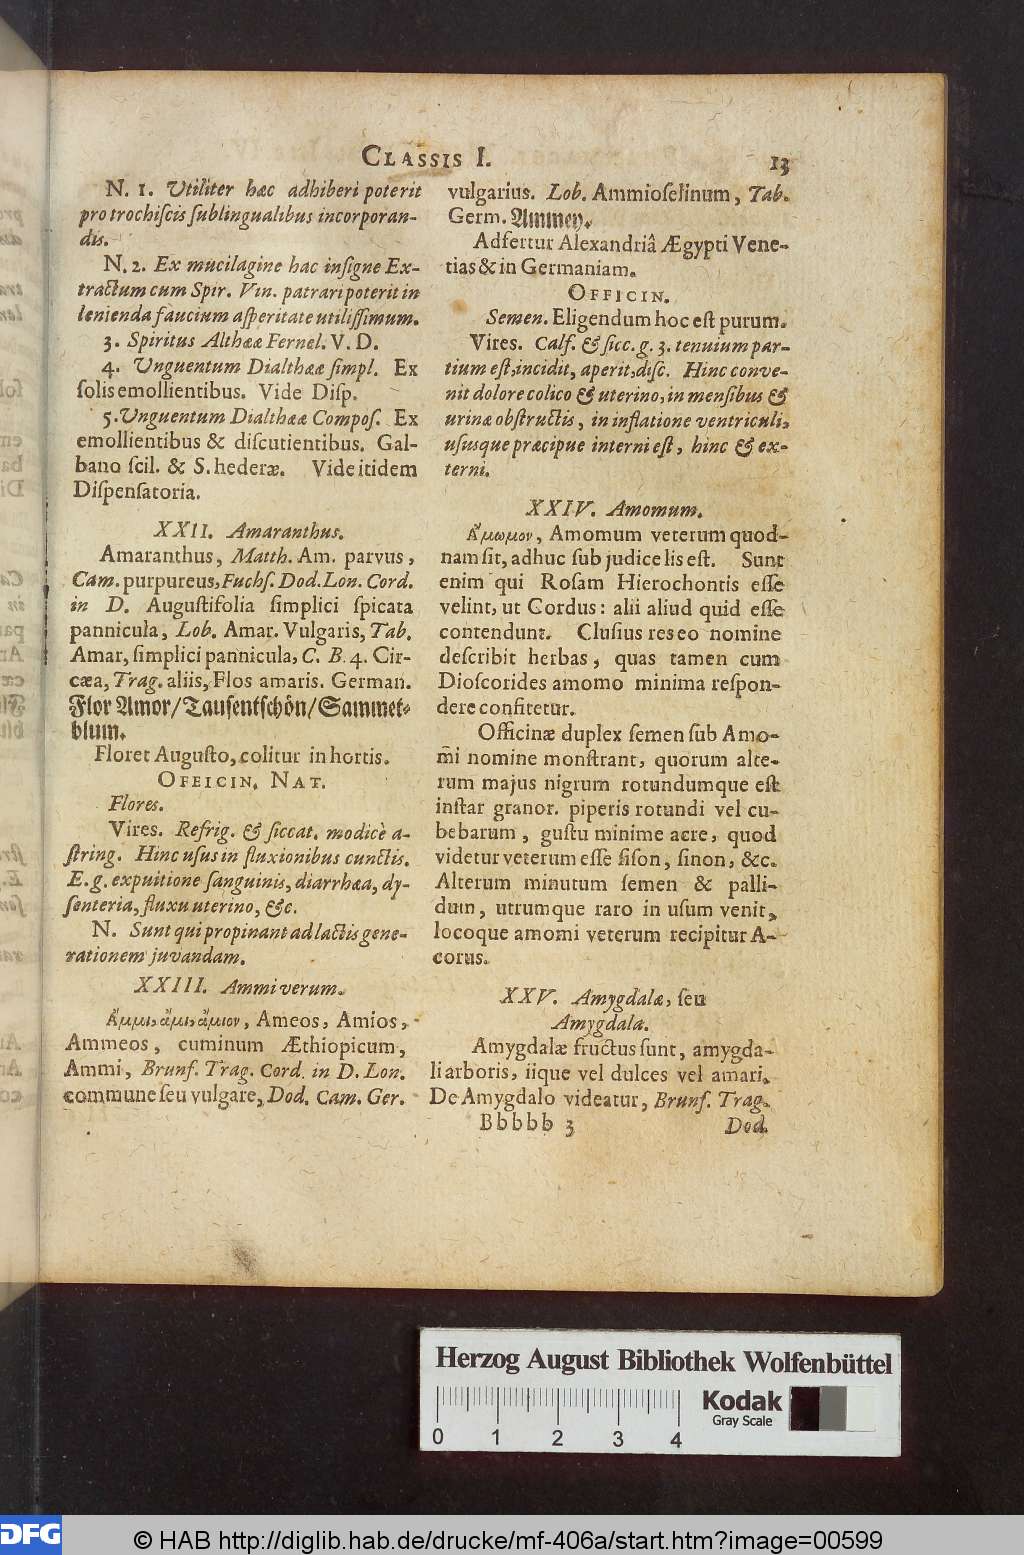 CLASSIS I. 13
N. 1. Utiliter hæc adhiberi poterit
pro trochiſcis ſublingualibus incorporan-
dis.
N. 2. Ex mucilagine hac inſigne Ex-
tractum cum Spir. Vin. patrari poterit in
lenienda faucium aſperitate utiliſſimum.
3. Spiritus Althææ Fernel. V. D.
4. Unguentum Dialthææ ſimpl. Ex
ſolis emollientibus. Vide Diſp.
5. Unguentum Dialthææ Compoſ. Ex
emollientibus & diſcutientibus. Gal-
bano ſcil. & S. hederæ. Vide itidem
Diſpenſatoria.
XXII. Amaranthus.
Amaranthus, Matth. Am. parvus,
Cam. purpureus, Fuchſ. Dod. Lon. Cord.
in D. Auguſtifolia ſimplici ſpicata
pannicula, Lob. Amar. Vulgaris, Tab.
Amar, ſimplici pannicula, C. B. 4. Cir-
cæa, Trag. aliis, Flos amaris. German.
Flor Amor/Tauſentſchön/Sammet-
blum.
Floret Auguſto, colitur in hortis.
OFFICIN. NAT.
Flores.
Vires. Refrig. & ſiccat. modicè a-
ſtring. Hinc uſus in fluxionibus cunctis.
E. g. expuitione ſanguinis, diarrhæa, dy-
ſenteria, fluxu uterino, &c.
N. Sunt qui propinant ad lactis gene-
rationem juvandam.
XXIII. Ammi verum.
Ἄμμι, ἄμι, ἄμιον, Ameos, Amios,
Ammeos, cuminum Æthiopicum,
Ammi, Brunf. Trag. Cord. in D. Lon.
commune ſeu vulgare, Dod. Cam. Ger.
vulgarius. Lob. Ammioſelinum, Tab.
Germ. Ammey.
Adfertur Alexandriâ Ægypti Vene-
tias & in Germaniam.
OFFICIN.
Semen. Eligendum hoc eſt purum.
Vires. Calf. & ſicc. g. 3. tenuium par-
tium eſt, incidit, aperit, diſc. Hinc conve-
nit dolore colico & uterino, in menſibus &
urinæ obſtructis, in inflatione ventriculi,
uſusque præcipue interni eſt, hinc & ex-
terni.
XXIV. Amomum.
Ἄμωμον, Amomum veterum quod-
nam ſit, adhuc ſub judice lis eſt. Sunt
enim qui Roſam Hierochontis eſſe
velint, ut Cordus: alii aliud quid eſſe
contendunt. Cluſius res eo nomine
deſcribit herbas, quas tamen cum
Dioſcorides amomo minima reſpon-
dere confitetur.
Officinæ duplex ſemen ſub Amo-
mi nomine monſtrant, quorum alte-
rum majus nigrum rotundumque eſt
inſtar granor. piperis rotundi vel cu-
bebarum, guſtu minime acre, quod
videtur veterum eſſe ſiſon, ſinon, &c.
Alterum minutum ſemen & palli-
dum, utrumque raro in uſum venit,
locoque amomi veterum recipitur A-
corus.
XXV. Amygdalæ, ſeu
Amygdala.
Amygdalæ fructus ſunt, amygda-
li arboris, iique vel dulces vel amari.
De Amygdalo videatur, Brunf. Trag.
Bbbbb 3 Dod.
Herzog August Bibliothek Wolfenbüttel
Kodak
Gray Scale
0 1 2 3 4
DFG
© HAB http://diglib.hab.de/drucke/mf-406a/start.htm?image=00599